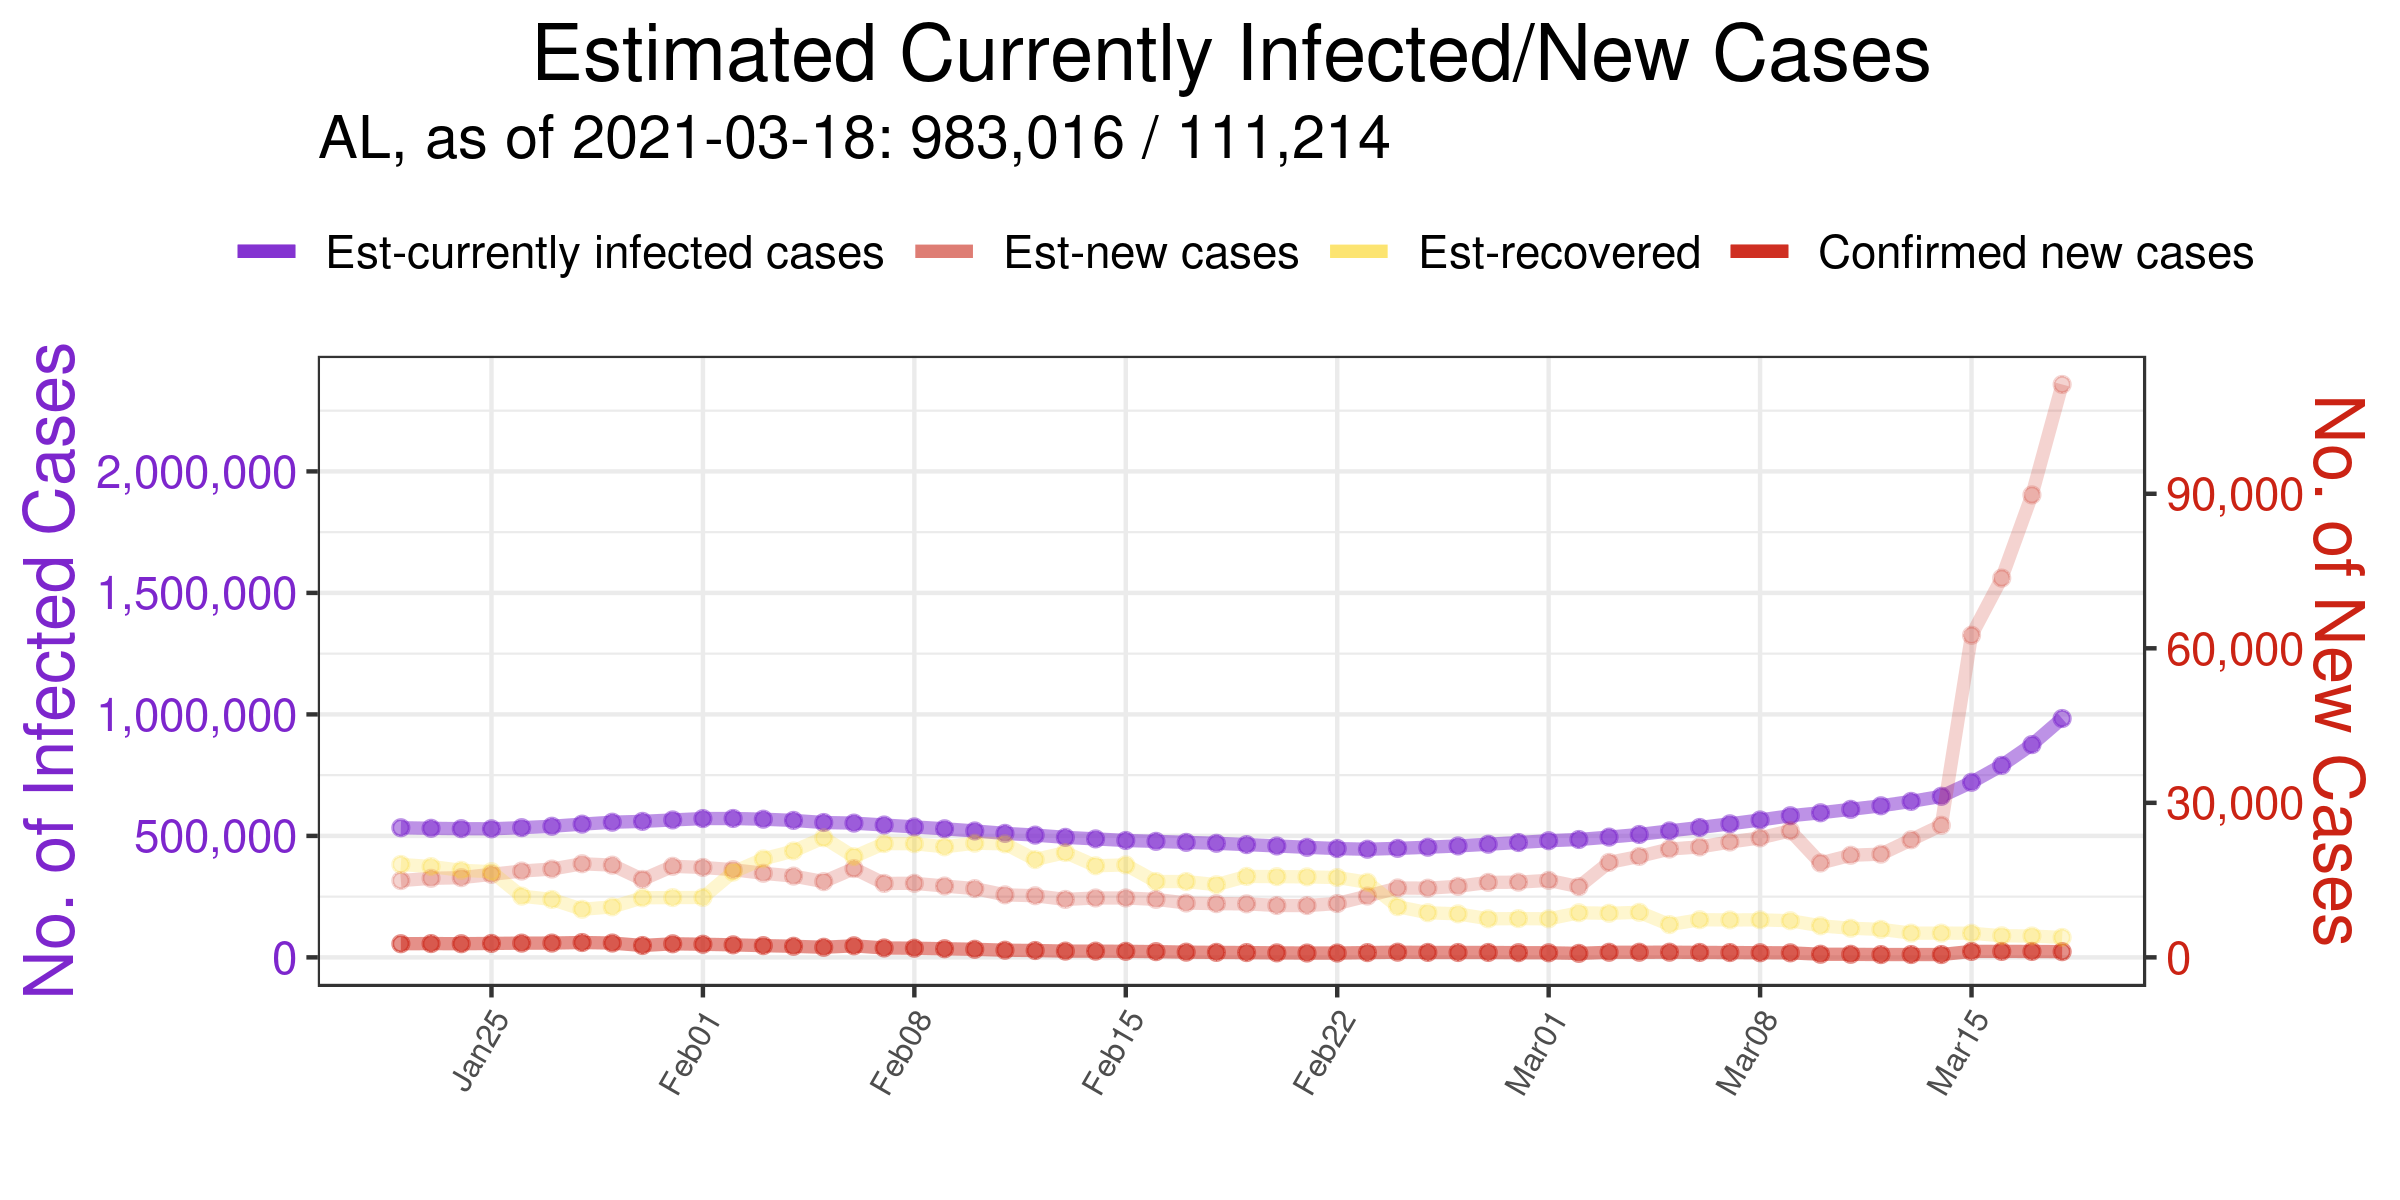 Estimated Currently Infected/New Cases
AL, as of 2021-03-18: 983,016 / 111,214
Est-currently infected cases Est-new cases Est-recovered Confirmed new cases
No. of Infected Cases
2,000,000
1,500,000
1,000,000
500,000
0
90,000
60,000
30,000
0
No. of New Cases
Jan25 Feb01 Feb08 Feb15 Feb22 Mar01 Mar08 Mar15